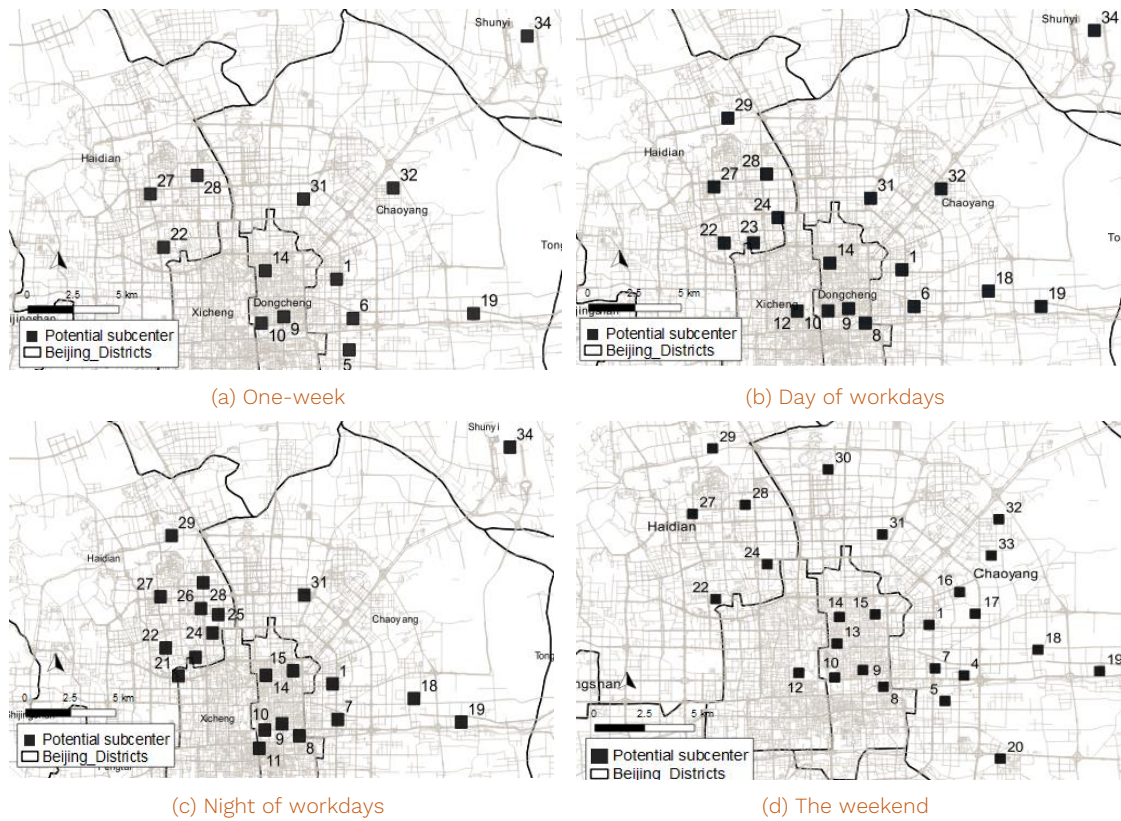 Shunyi
34
Haidian
27
28
31
32
Chaoyang
22
14
1
Tong
2.5
5 km
Xicheng
Dongcheng
6
19
10
9
5
ijingshan
Potential subcenter
Beijing_Districts
(a) One-week
Shunyi
34
29
Haidian
28
27
31
32
Chaoyang
24
22
23
14
1
To
18
2.5
5 km
Xicheng
Dongcheng
6
19
12
10
9
8
Potential subcenter
Beijing_Districts
(b) Day of workdays
Shunyi
34
29
Haidian
27
26
28
25
31
Chaoyang
22
24
21
15
14
1
Ton
18
2.5
5 km
Xicheng
10
7
19
9
8
11
Shijingshan
Potential subcenter
Beijing_Districts
(c) Night of workdays
29
30
27
28
Haidian
32
31
33
24
Chaoyang
16
22
14
15
17
1
13
18
7
4
19
10
9
12
8
5
ngshan
2.5
5 km
20
Potential subcenter
Beijing_Districts
(d) The weekend